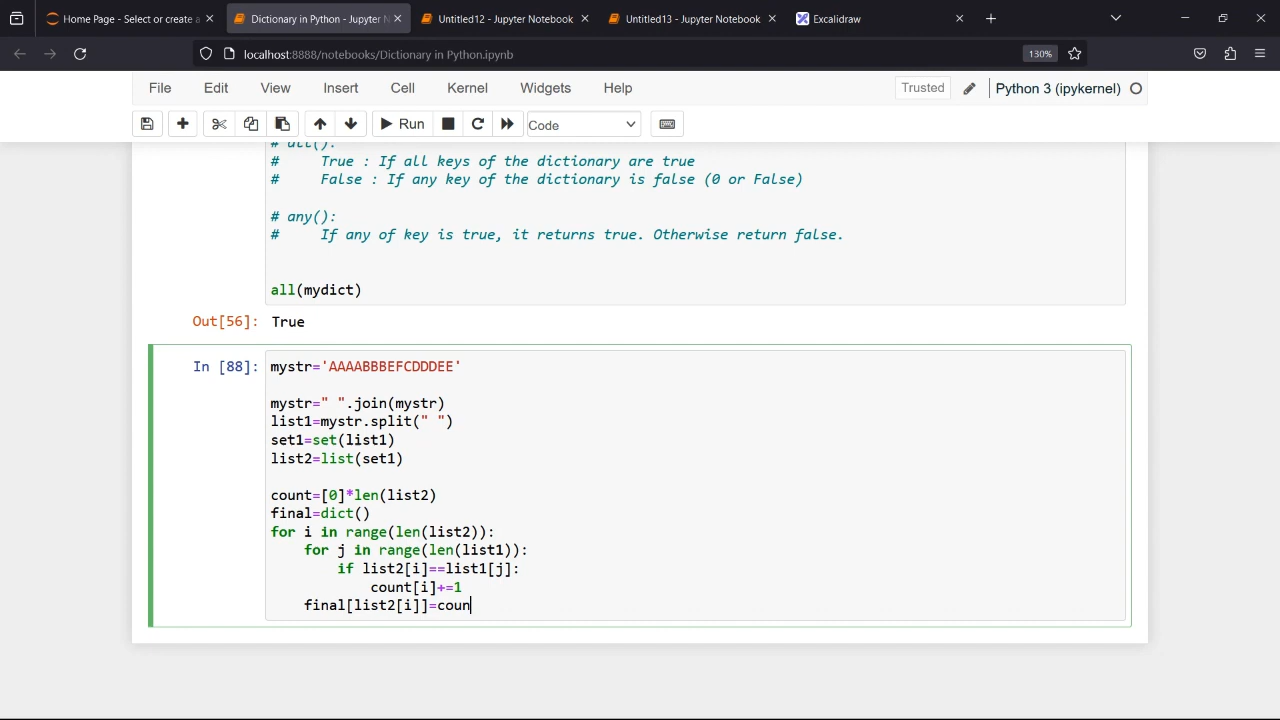 Home Page - Select or create a
Dictionary in Python - Jupyter N
Untitled12 - Jupyter Notebook
Untitled13 - Jupyter Notebook
Excalidraw
localhost:8888/notebooks/Dictionary in Python.ipynb
130%
File Edit View Insert Cell Kernel Widgets Help
Trusted
Python 3 (ipykernel)
Run
Code
# all():
#     True : If all keys of the dictionary are true
#     False : If any key of the dictionary is false (0 or False)
# any():
#     If any of key is true, it returns true. Otherwise return false.
all(mydict)
Out[56]: True
In [88]: mystr='AAAABBBEFCDDDEE'
mystr=" ".join(mystr)
list1=mystr.split(" ")
set1=set(list1)
list2=list(set1)
count=[0]*len(list2)
final=dict()
for i in range(len(list2)):
    for j in range(len(list1)):
        if list2[i]==list1[j]:
            count[i]+=1
    final[list2[i]]=coun